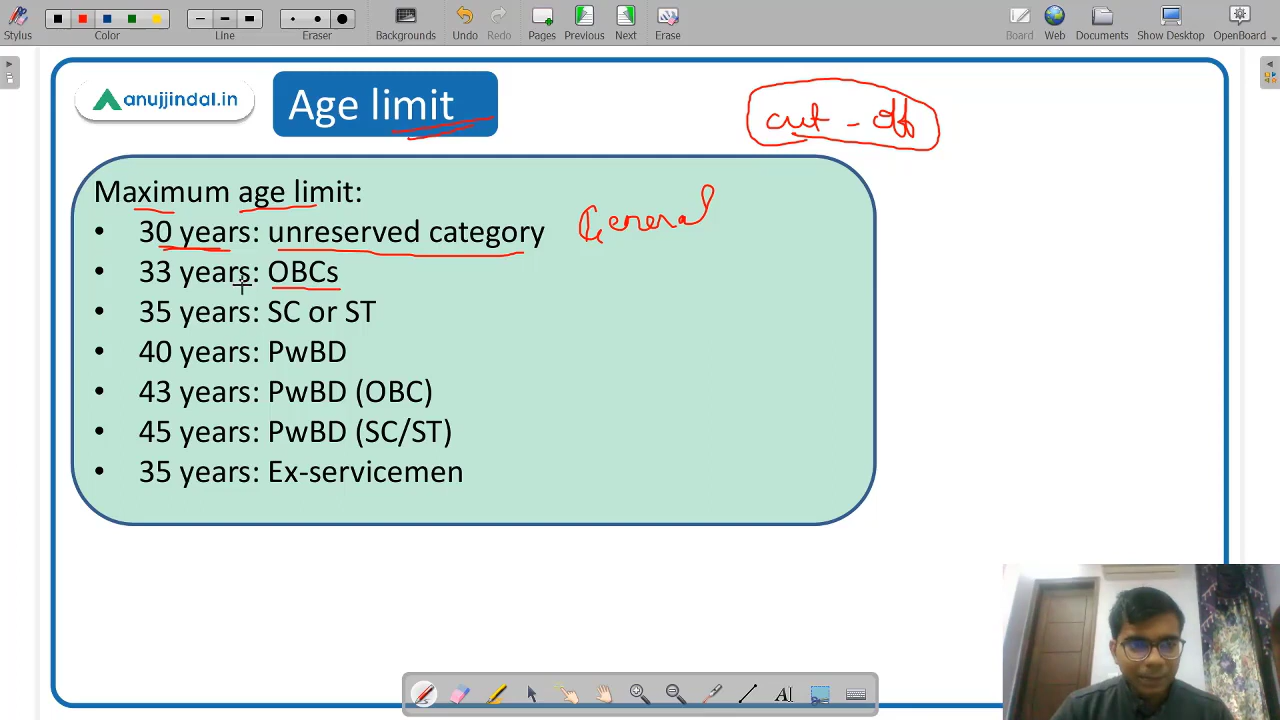 Stylus
Color
Line
Eraser
Backgrounds
Undo
Redo
Pages
Previous
Next
Erase
Board
Web
Documents
Show Desktop
OpenBoard
anujjindal.in
Age limit
cut - off
Maximum age limit:
• 30 years: unreserved category General
• 33 years: OBCs
• 35 years: SC or ST
• 40 years: PwBD
• 43 years: PwBD (OBC)
• 45 years: PwBD (SC/ST)
• 35 years: Ex-servicemen